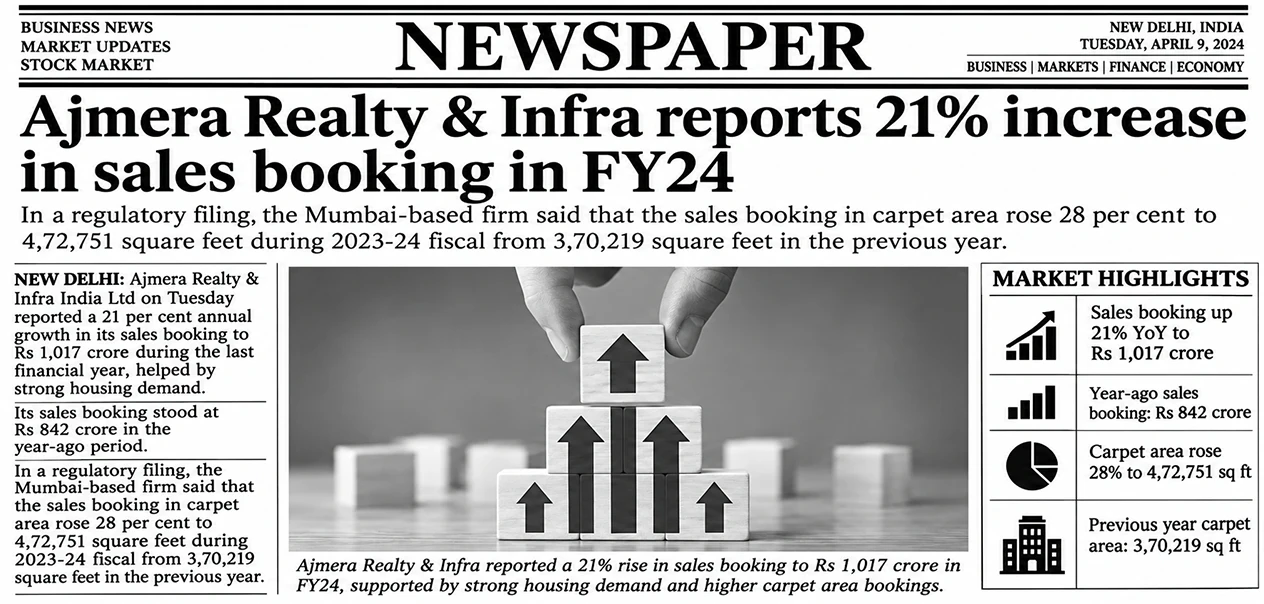 BUSINESS NEWS
MARKET UPDATES
STOCK MARKET
NEWSPAPER
NEW DELHI, INDIA
TUESDAY, APRIL 9, 2024
BUSINESS | MARKETS | FINANCE | ECONOMY
Ajmera Realty & Infra reports 21% increase
in sales booking in FY24
In a regulatory filing, the Mumbai-based firm said that the sales booking in carpet area rose 28 per cent to
4,72,751 square feet during 2023-24 fiscal from 3,70,219 square feet in the previous year.
NEW DELHI: Ajmera Realty &
Infra India Ltd on Tuesday
reported a 21 per cent annual
growth in its sales booking to
Rs 1,017 crore during the last
financial year, helped by
strong housing demand.
Its sales booking stood at
Rs 842 crore in the
year-ago period.
In a regulatory filing, the
Mumbai-based firm said that
the sales booking in carpet
area rose 28 per cent to
4,72,751 square feet during
2023-24 fiscal from 3,70,219
square feet in the previous year.
Ajmera Realty & Infra reported a 21% rise in sales booking to Rs 1,017 crore in
FY24, supported by strong housing demand and higher carpet area bookings.
MARKET HIGHLIGHTS
Sales booking up
21% YoY to
Rs 1,017 crore
Year-ago sales
booking: Rs 842 crore
Carpet area rose
28% to 4,72,751 sq ft
Previous year carpet
area: 3,70,219 sq ft